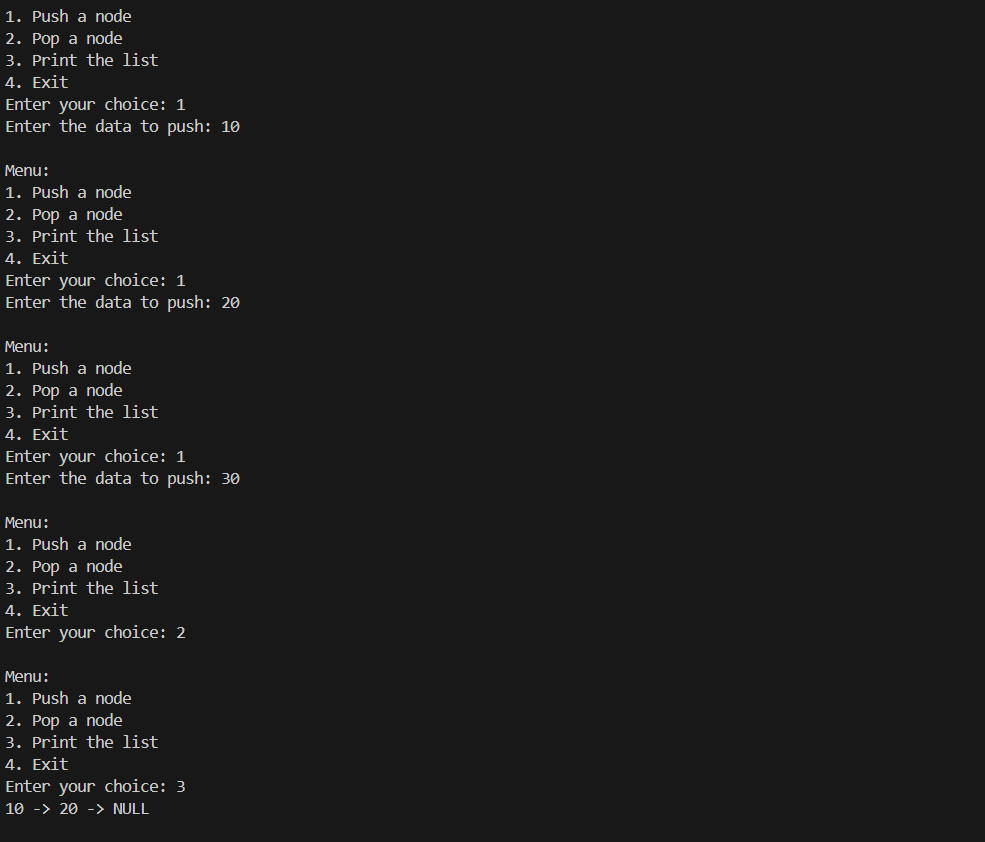 1. Push a node
2. Pop a node
3. Print the list
4. Exit
Enter your choice: 1
Enter the data to push: 10
Menu:
1. Push a node
2. Pop a node
3. Print the list
4. Exit
Enter your choice: 1
Enter the data to push: 20
Menu:
1. Push a node
2. Pop a node
3. Print the list
4. Exit
Enter your choice: 1
Enter the data to push: 30
Menu:
1. Push a node
2. Pop a node
3. Print the list
4. Exit
Enter your choice: 2
Menu:
1. Push a node
2. Pop a node
3. Print the list
4. Exit
Enter your choice: 3
10 -> 20 -> NULL